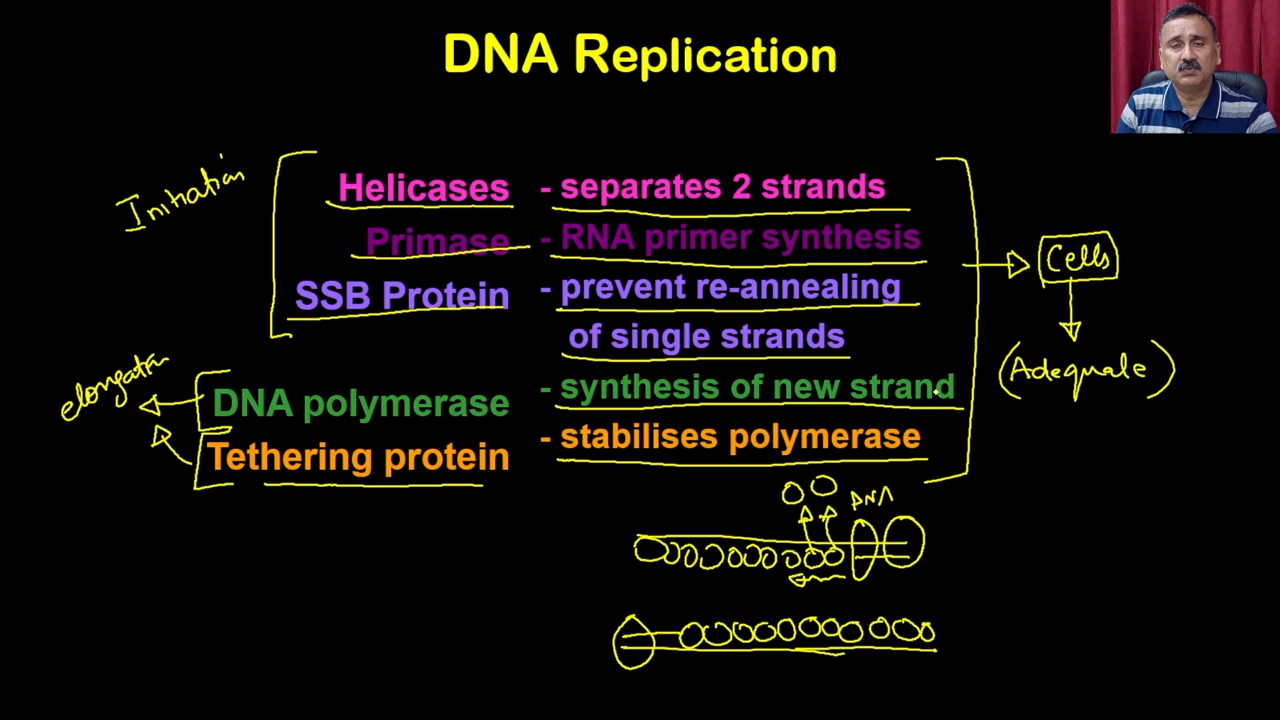 DNA Replication
Initiation
Helicases - separates 2 strands
Primase - RNA primer synthesis
SSB Protein - prevent re-annealing
of single strands
Cells
(Adequate)
elongation
DNA polymerase - synthesis of new strand
Tethering protein - stabilises polymerase
DNA